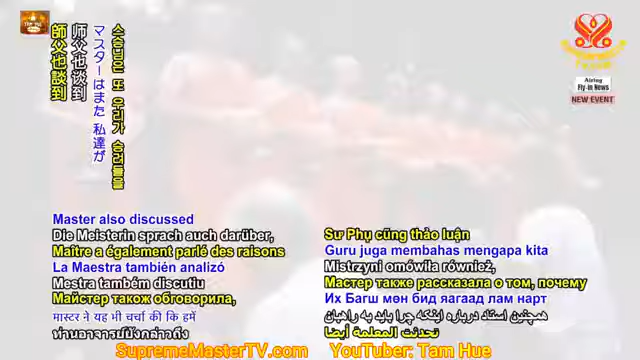 師父也談到
师父也谈到
マスターはまた 私達が
스승님은 또 우리가 승려들을
Airing
Fly-in News
NEW EVENT
Master also discussed
Die Meisterin sprach auch darüber,
Maître a également parlé des raisons
La Maestra también analizó
Mestra também discutiu
Майстер також обговорила,
मास्टर ने यह भी चर्चा की कि हमें
ท่านอาจารย์ยังกล่าวถึง
Sư Phụ cũng thảo luận
Guru juga membahas mengapa kita
Mistrzyni omówiła również,
Мастер также рассказала о том, почему
Их Багш мөн бид яагаад лам нарт
همچنین استاد درباره اینکه چرا باید به راهبان
تحدثت المعلمة أيضا
SupremeMasterTV.com YouTuber: Tam Hue